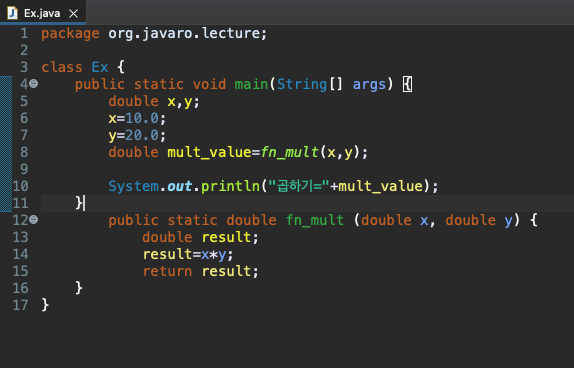 Ex.java
1 package org.javaro.lecture;
2
3 class Ex {
4 public static void main(String[] args) {
5 double x,y;
6 x=10.0;
7 y=20.0;
8 double mult_value=fn_mult(x,y);
9
10 System.out.println("곱하기="+mult_value);
11 }
12 public static double fn_mult (double x, double y) {
13 double result;
14 result=x*y;
15 return result;
16 }
17 }